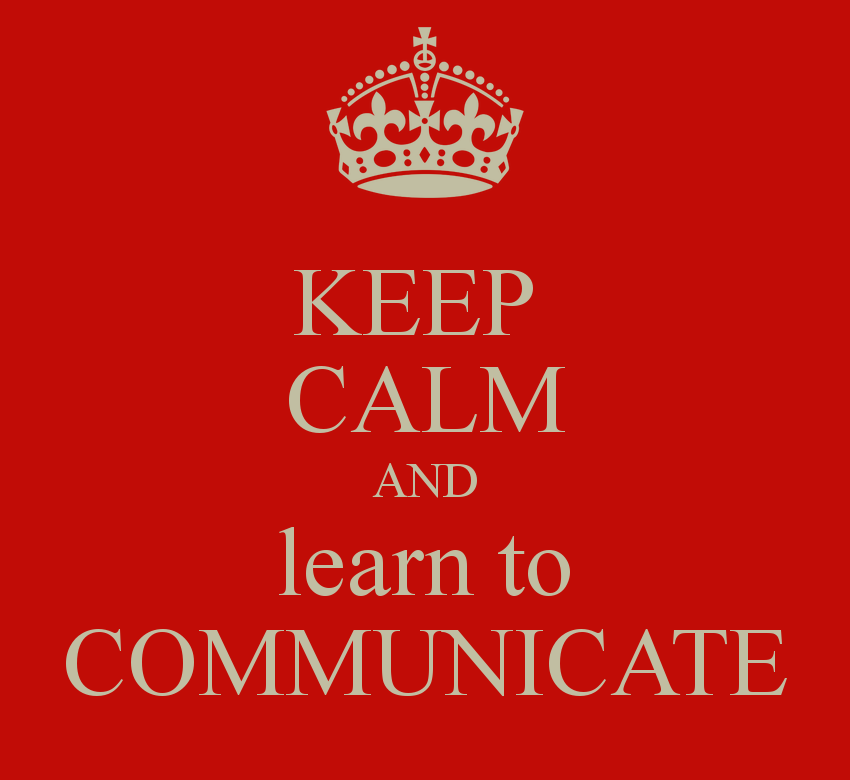 KEEP
CALM
AND
learn to
COMMUNICATE